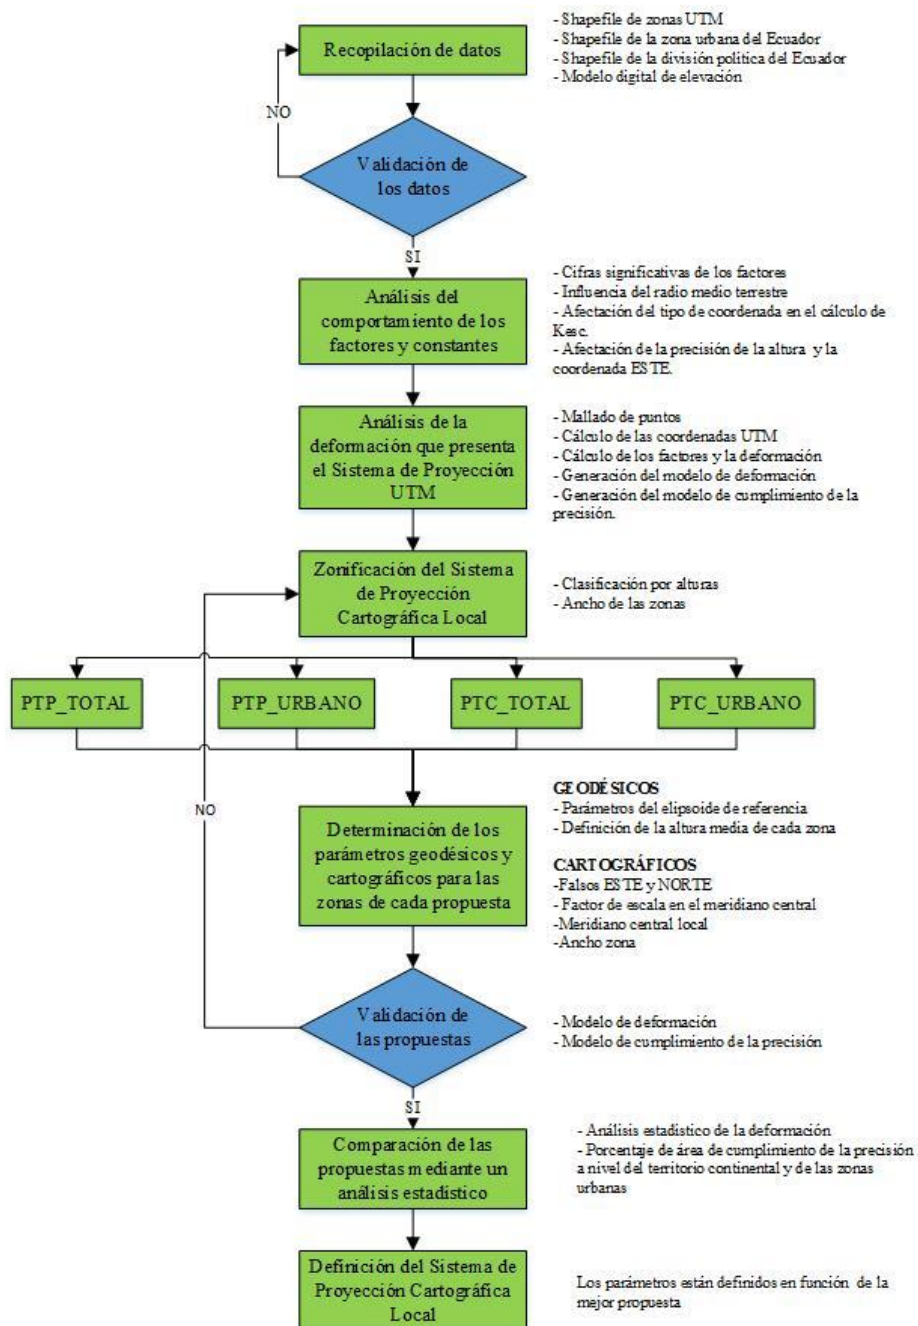 Recopilación de datos
- Shapefile de zonas UTM
- Shapefile de la zona urbana del Ecuador
- Shapefile de la división política del Ecuador
- Modelo digital de elevación
NO
Validación de
los datos
SI
Análisis del
comportamiento de los
factores y constantes
- Cifras significativas de los factores
- Influencia del radio medio terrestre
- Afectación del tipo de coordenada en el cálculo de
Kesc.
- Afectación de la precisión de la altura y la
coordenada ESTE.
Análisis de la
deformación que presenta
el Sistema de Proyección
UTM
- Mallado de puntos
- Cálculo de las coordenadas UTM
- Cálculo de los factores y la deformación
- Generación del modelo de deformación
- Generación del modelo de cumplimiento de la
precisión.
Zonificación del Sistema
de Proyección
Cartográfica Local
- Clasificación por alturas
- Ancho de las zonas
PTP_TOTAL
PTP_URBANO
PTC_TOTAL
PTC_URBANO
NO
Determinación de los
parámetros geodésicos y
cartográficos para las
zonas de cada propuesta
GEODÉSICOS
- Parámetros del elipsoide de referencia
- Definición de la altura media de cada zona
CARTOGRÁFICOS
-Falsos ESTE y NORTE
- Factor de escala en el meridiano central
-Meridiano central local
-Ancho zona
Validación de
las propuestas
- Modelo de deformación
- Modelo de cumplimiento de la precisión
SI
Comparación de las
propuestas mediante un
análisis estadístico
- Análisis estadístico de la deformación
- Porcentaje de área de cumplimiento de la precisión
a nivel del territorio continental y de las zonas
urbanas
Definición del Sistema de
Proyección Cartográfica
Local
Los parámetros están definidos en función de la
mejor propuesta